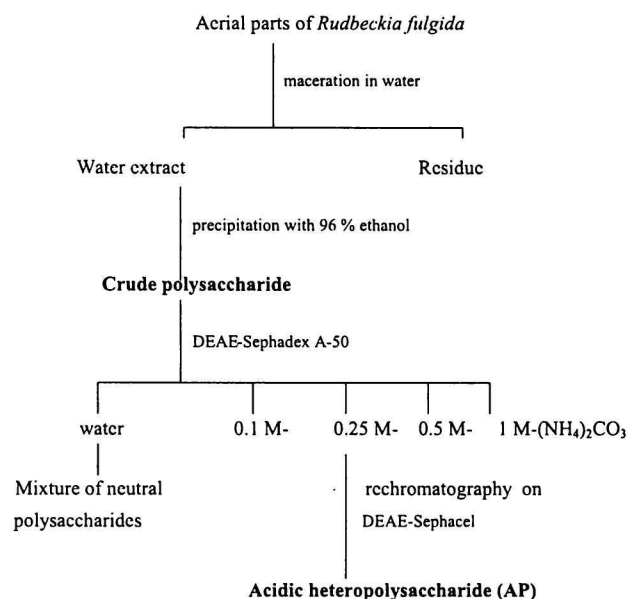 Aerial parts of Rudbeckia fulgida
maceration in water
Water extract Residue
precipitation with 96 % ethanol
Crude polysaccharide
DEAE-Sephadex A-50
water 0.1 M- 0.25 M- 0.5 M- 1 M-(NH₄)₂CO₃
Mixture of neutral rechromatography on
polysaccharides DEAE-Sephacel
Acidic heteropolysaccharide (AP)